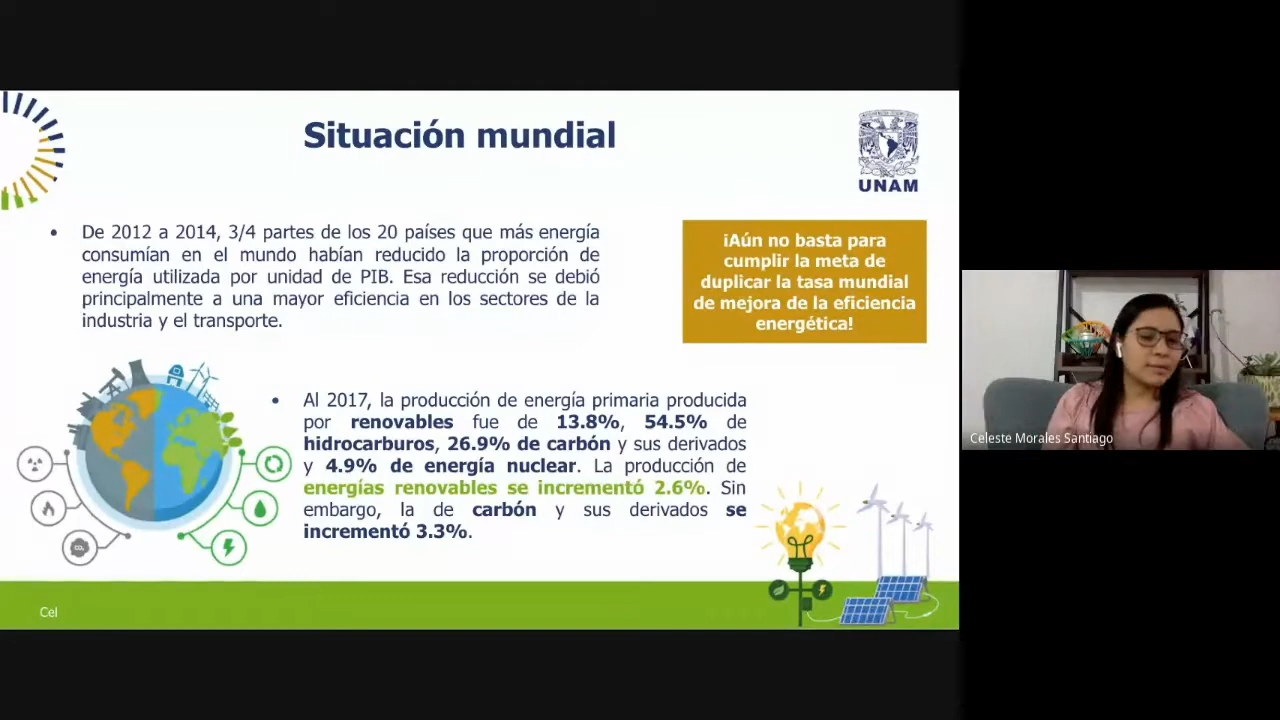 Situación mundial
UNAM
• De 2012 a 2014, 3/4 partes de los 20 países que más energía
consumían en el mundo habían reducido la proporción de
energía utilizada por unidad de PIB. Esa reducción se debió
principalmente a una mayor eficiencia en los sectores de la
industria y el transporte.
¡Aún no basta para
cumplir la meta de
duplicar la tasa mundial
de mejora de la eficiencia
energética!
• Al 2017, la producción de energía primaria producida
por renovables fue de 13.8%, 54.5% de
hidrocarburos, 26.9% de carbón y sus derivados
y 4.9% de energía nuclear. La producción de
energías renovables se incrementó 2.6%. Sin
embargo, la de carbón y sus derivados se
incrementó 3.3%.
Cel
Celeste Morales Santiago